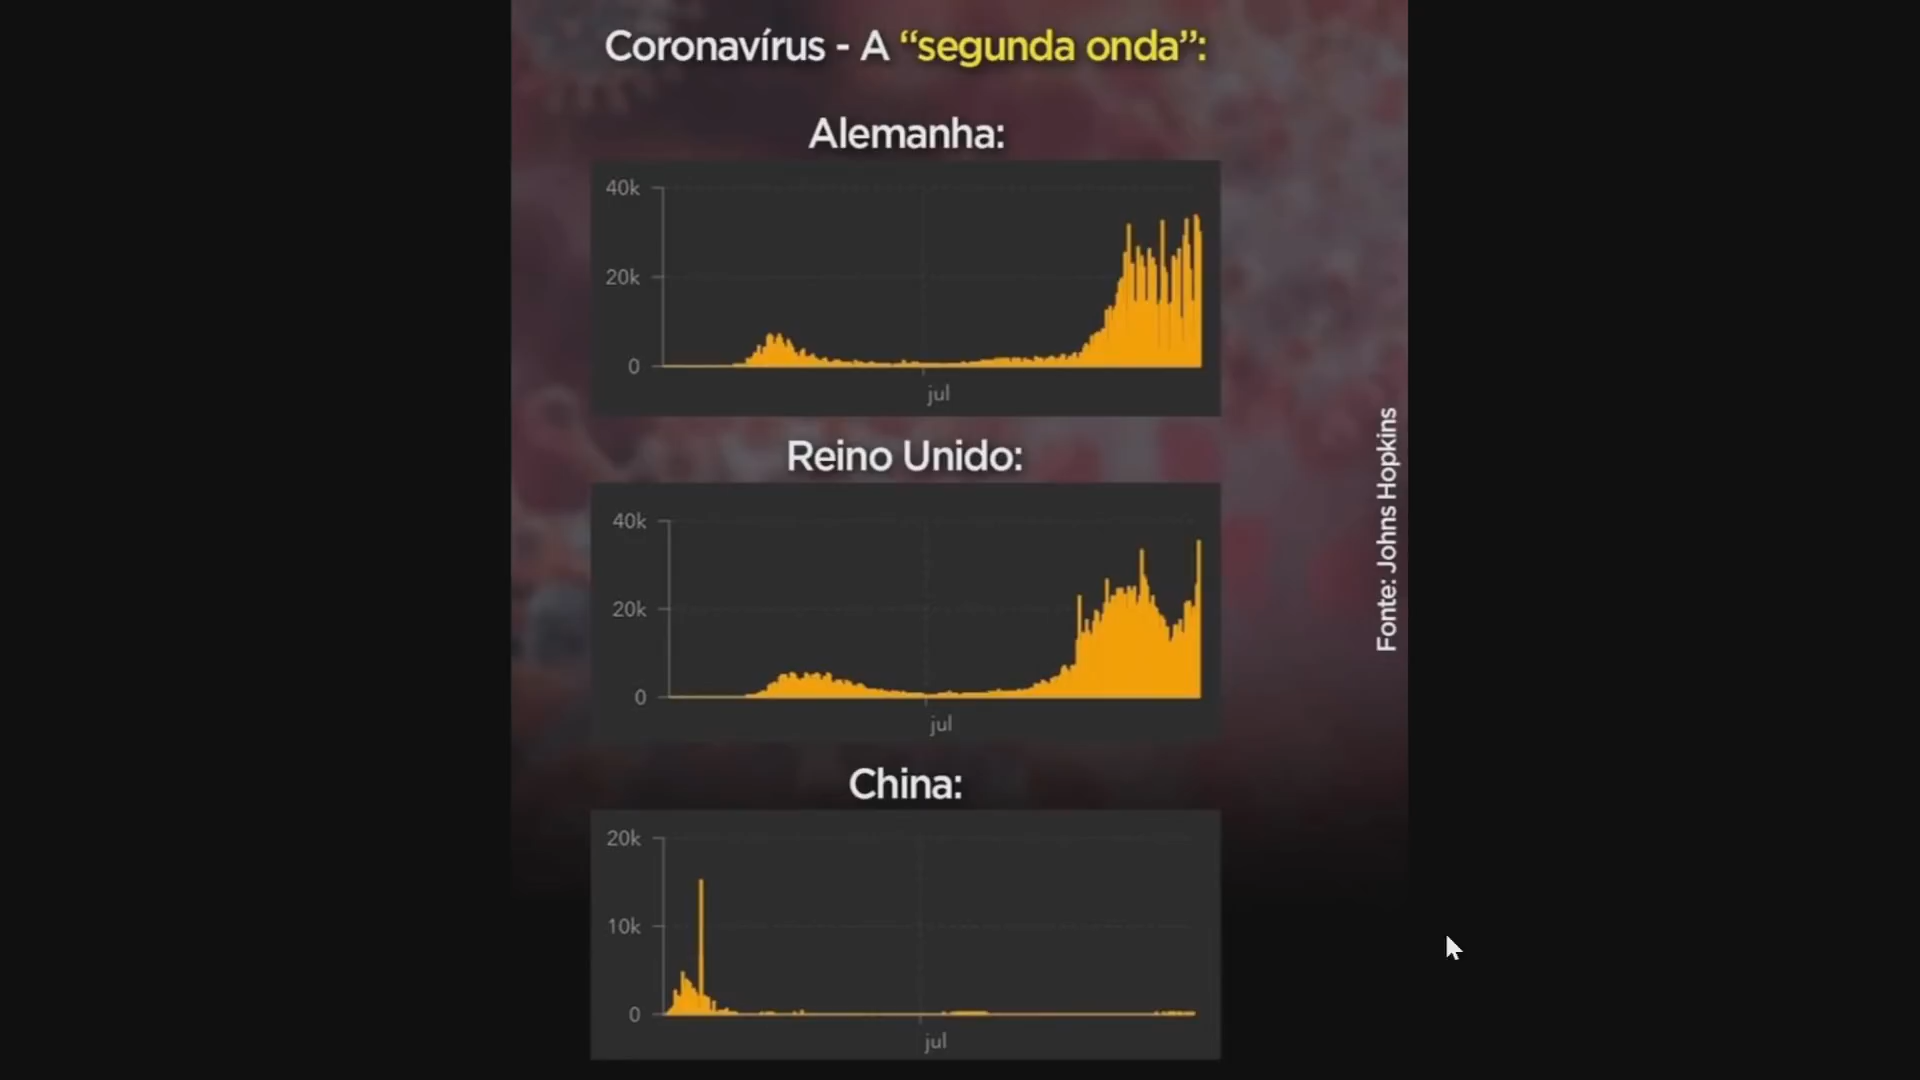 Coronavírus - A “segunda onda”:
Alemanha:
40k
20k
0
jul
Reino Unido:
40k
20k
0
jul
China:
20k
10k
0
jul
Fonte: Johns Hopkins